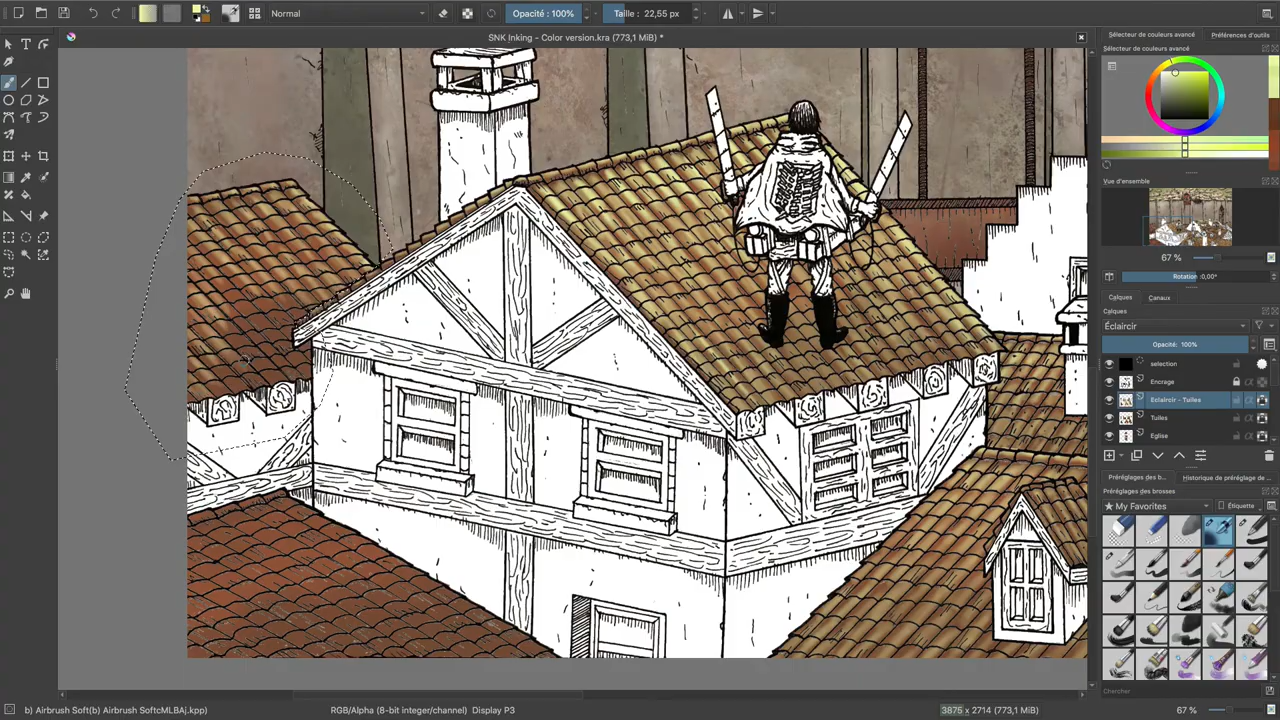 Normal
Opacité : 100%
Taille : 22,55 px
SNK Inking - Color version.kra (773,1 MiB) *
Sélecteur de couleurs avancé
Préférences d'outils
Sélecteur de couleurs avancé
Vue d'ensemble
67 %
Rotation :0,00°
Calques
Canaux
Calques
Éclaircir
Opacité: 100%
selection
Encrage
Eclaircir - Tuiles
Tuiles
Eglise
Préréglages des bros...
Historique de préréglage de ...
Préréglages des brosses
★ My Favorites
Étiquette
Chercher
b) Airbrush Soft(b) Airbrush SoftcMLBAj.kpp)
RGB/Alpha (8-bit integer/channel) Display P3
3875 x 2714 (773,1 MiB)
67 %